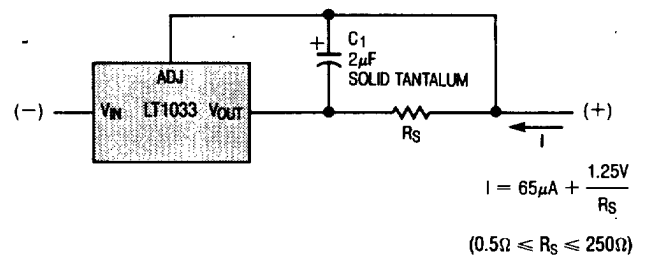 C1
2μF
SOLID TANTALUM
+
ADJ
(−) VIN LT1033 VOUT (+)
RS
I
I = 65μA + 1.25V / RS
(0.5Ω ≤ RS ≤ 250Ω)